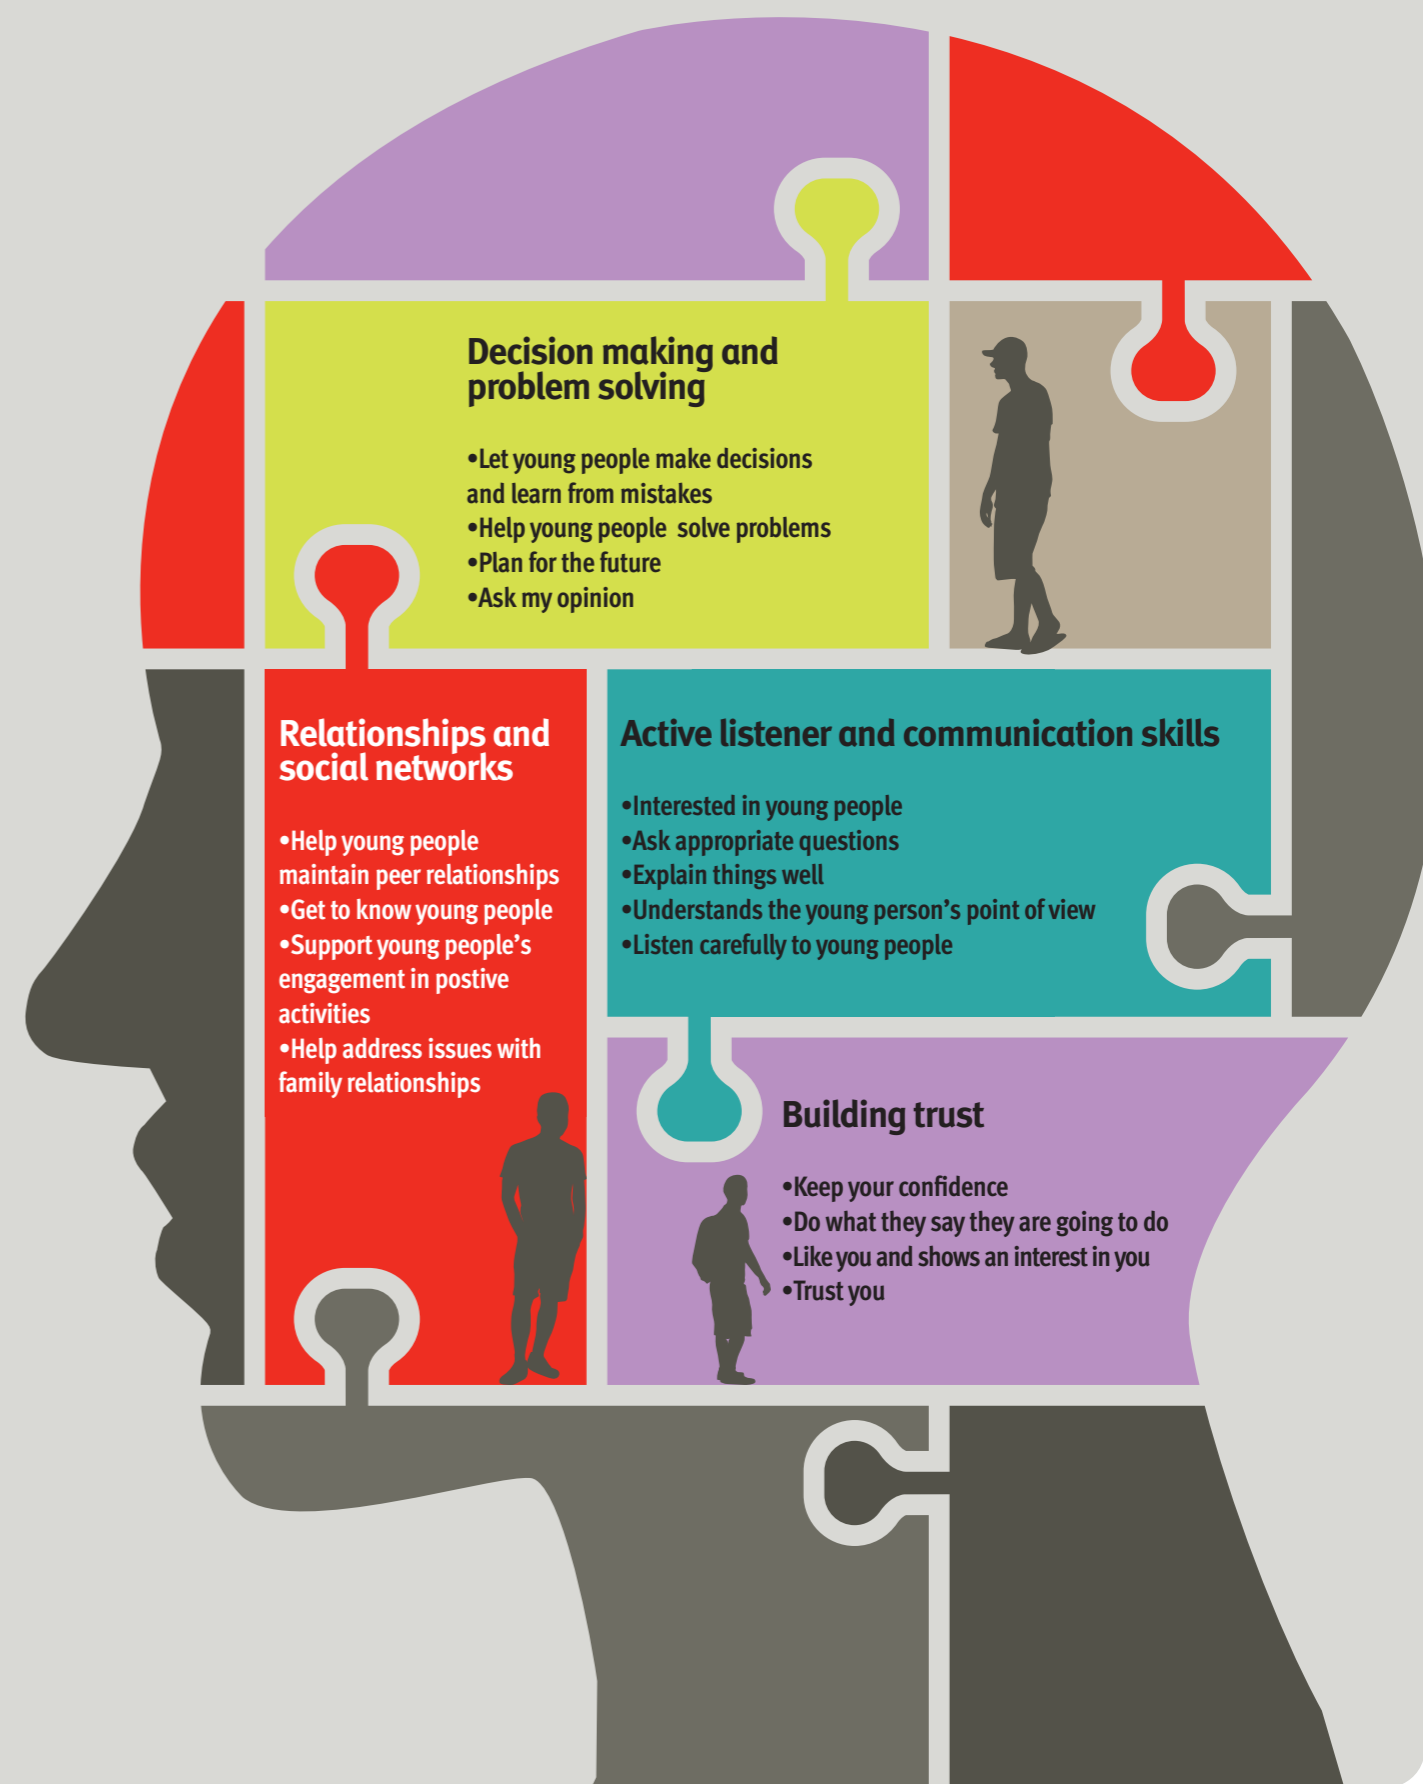 Decision making and
problem solving
•Let young people make decisions
and learn from mistakes
•Help young people  solve problems
•Plan for the future
•Ask my opinion
Relationships and
social networks
•Help young people
maintain peer relationships
•Get to know young people
•Support young people's
engagement in postive
activities
•Help address issues with
family relationships
Active listener and communication skills
•Interested in young people
•Ask appropriate questions
•Explain things well
•Understands the young person's point of view
•Listen carefully to young people
Building trust
•Keep your confidence
•Do what they say they are going to do
•Like you and shows an interest in you
•Trust you